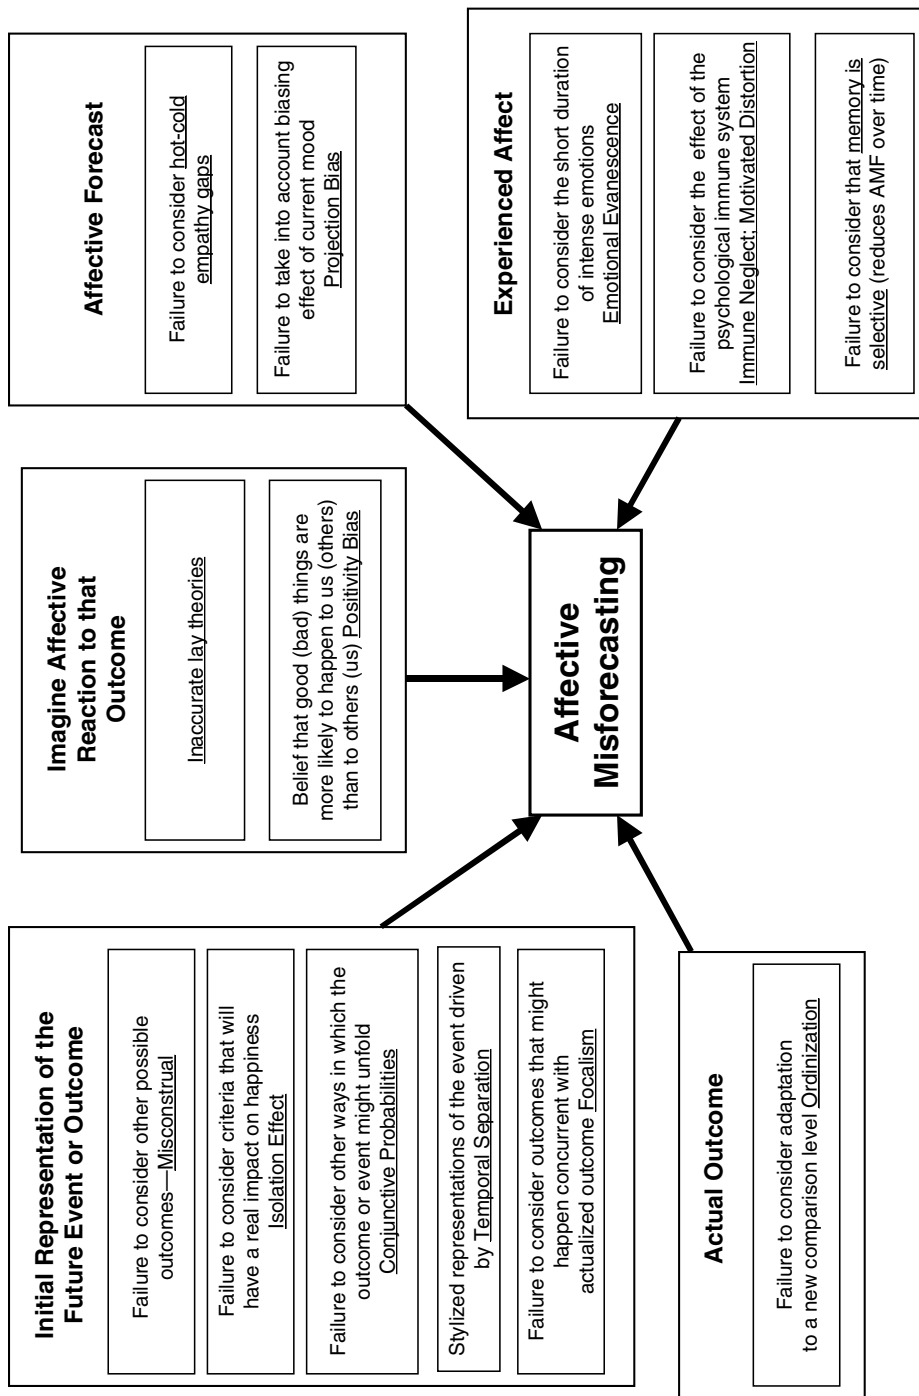 Initial Representation of the
Future Event or Outcome
Failure to consider other possible
outcomes—Misconstrual
Failure to consider criteria that will
have a real impact on happiness
Isolation Effect
Failure to consider other ways in which the
outcome or event might unfold
Conjunctive Probabilities
Stylized representations of the event driven
by Temporal Separation
Failure to consider outcomes that might
happen concurrent with
actualized outcome Focalism
Imagine Affective
Reaction to that
Outcome
Inaccurate lay theories
Belief that good (bad) things are
more likely to happen to us (others)
than to others (us) Positivity Bias
Affective Forecast
Failure to consider hot-cold
empathy gaps
Failure to take into account biasing
effect of current mood
Projection Bias
Affective
Misforecasting
Actual Outcome
Failure to consider adaptation
to a new comparison level Ordinization
Experienced Affect
Failure to consider the short duration
of intense emotions
Emotional Evanescence
Failure to consider the effect of the
psychological immune system
Immune Neglect; Motivated Distortion
Failure to consider that memory is
selective (reduces AMF over time)